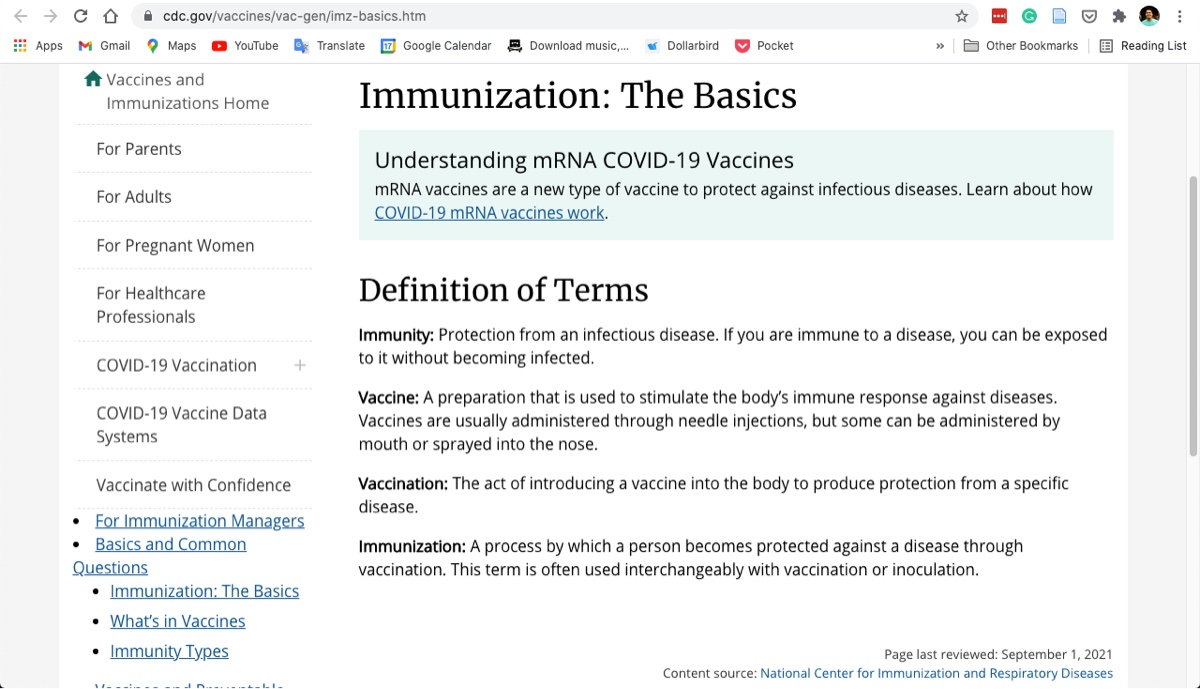 cdc.gov/vaccines/vac-gen/imz-basics.htm
Apps Gmail Maps YouTube Translate Google Calendar Download music,... Dollarbird Pocket » Other Bookmarks Reading List
Vaccines and
Immunizations Home
For Parents
For Adults
For Pregnant Women
For Healthcare
Professionals
COVID-19 Vaccination +
COVID-19 Vaccine Data
Systems
Vaccinate with Confidence
• For Immunization Managers
• Basics and Common
Questions
• Immunization: The Basics
• What's in Vaccines
• Immunity Types
Vaccines and Preventable
Immunization: The Basics
Understanding mRNA COVID-19 Vaccines
mRNA vaccines are a new type of vaccine to protect against infectious diseases. Learn about how
COVID-19 mRNA vaccines work.
Definition of Terms
Immunity: Protection from an infectious disease. If you are immune to a disease, you can be exposed
to it without becoming infected.
Vaccine: A preparation that is used to stimulate the body's immune response against diseases.
Vaccines are usually administered through needle injections, but some can be administered by
mouth or sprayed into the nose.
Vaccination: The act of introducing a vaccine into the body to produce protection from a specific
disease.
Immunization: A process by which a person becomes protected against a disease through
vaccination. This term is often used interchangeably with vaccination or inoculation.
Page last reviewed: September 1, 2021
Content source: National Center for Immunization and Respiratory Diseases